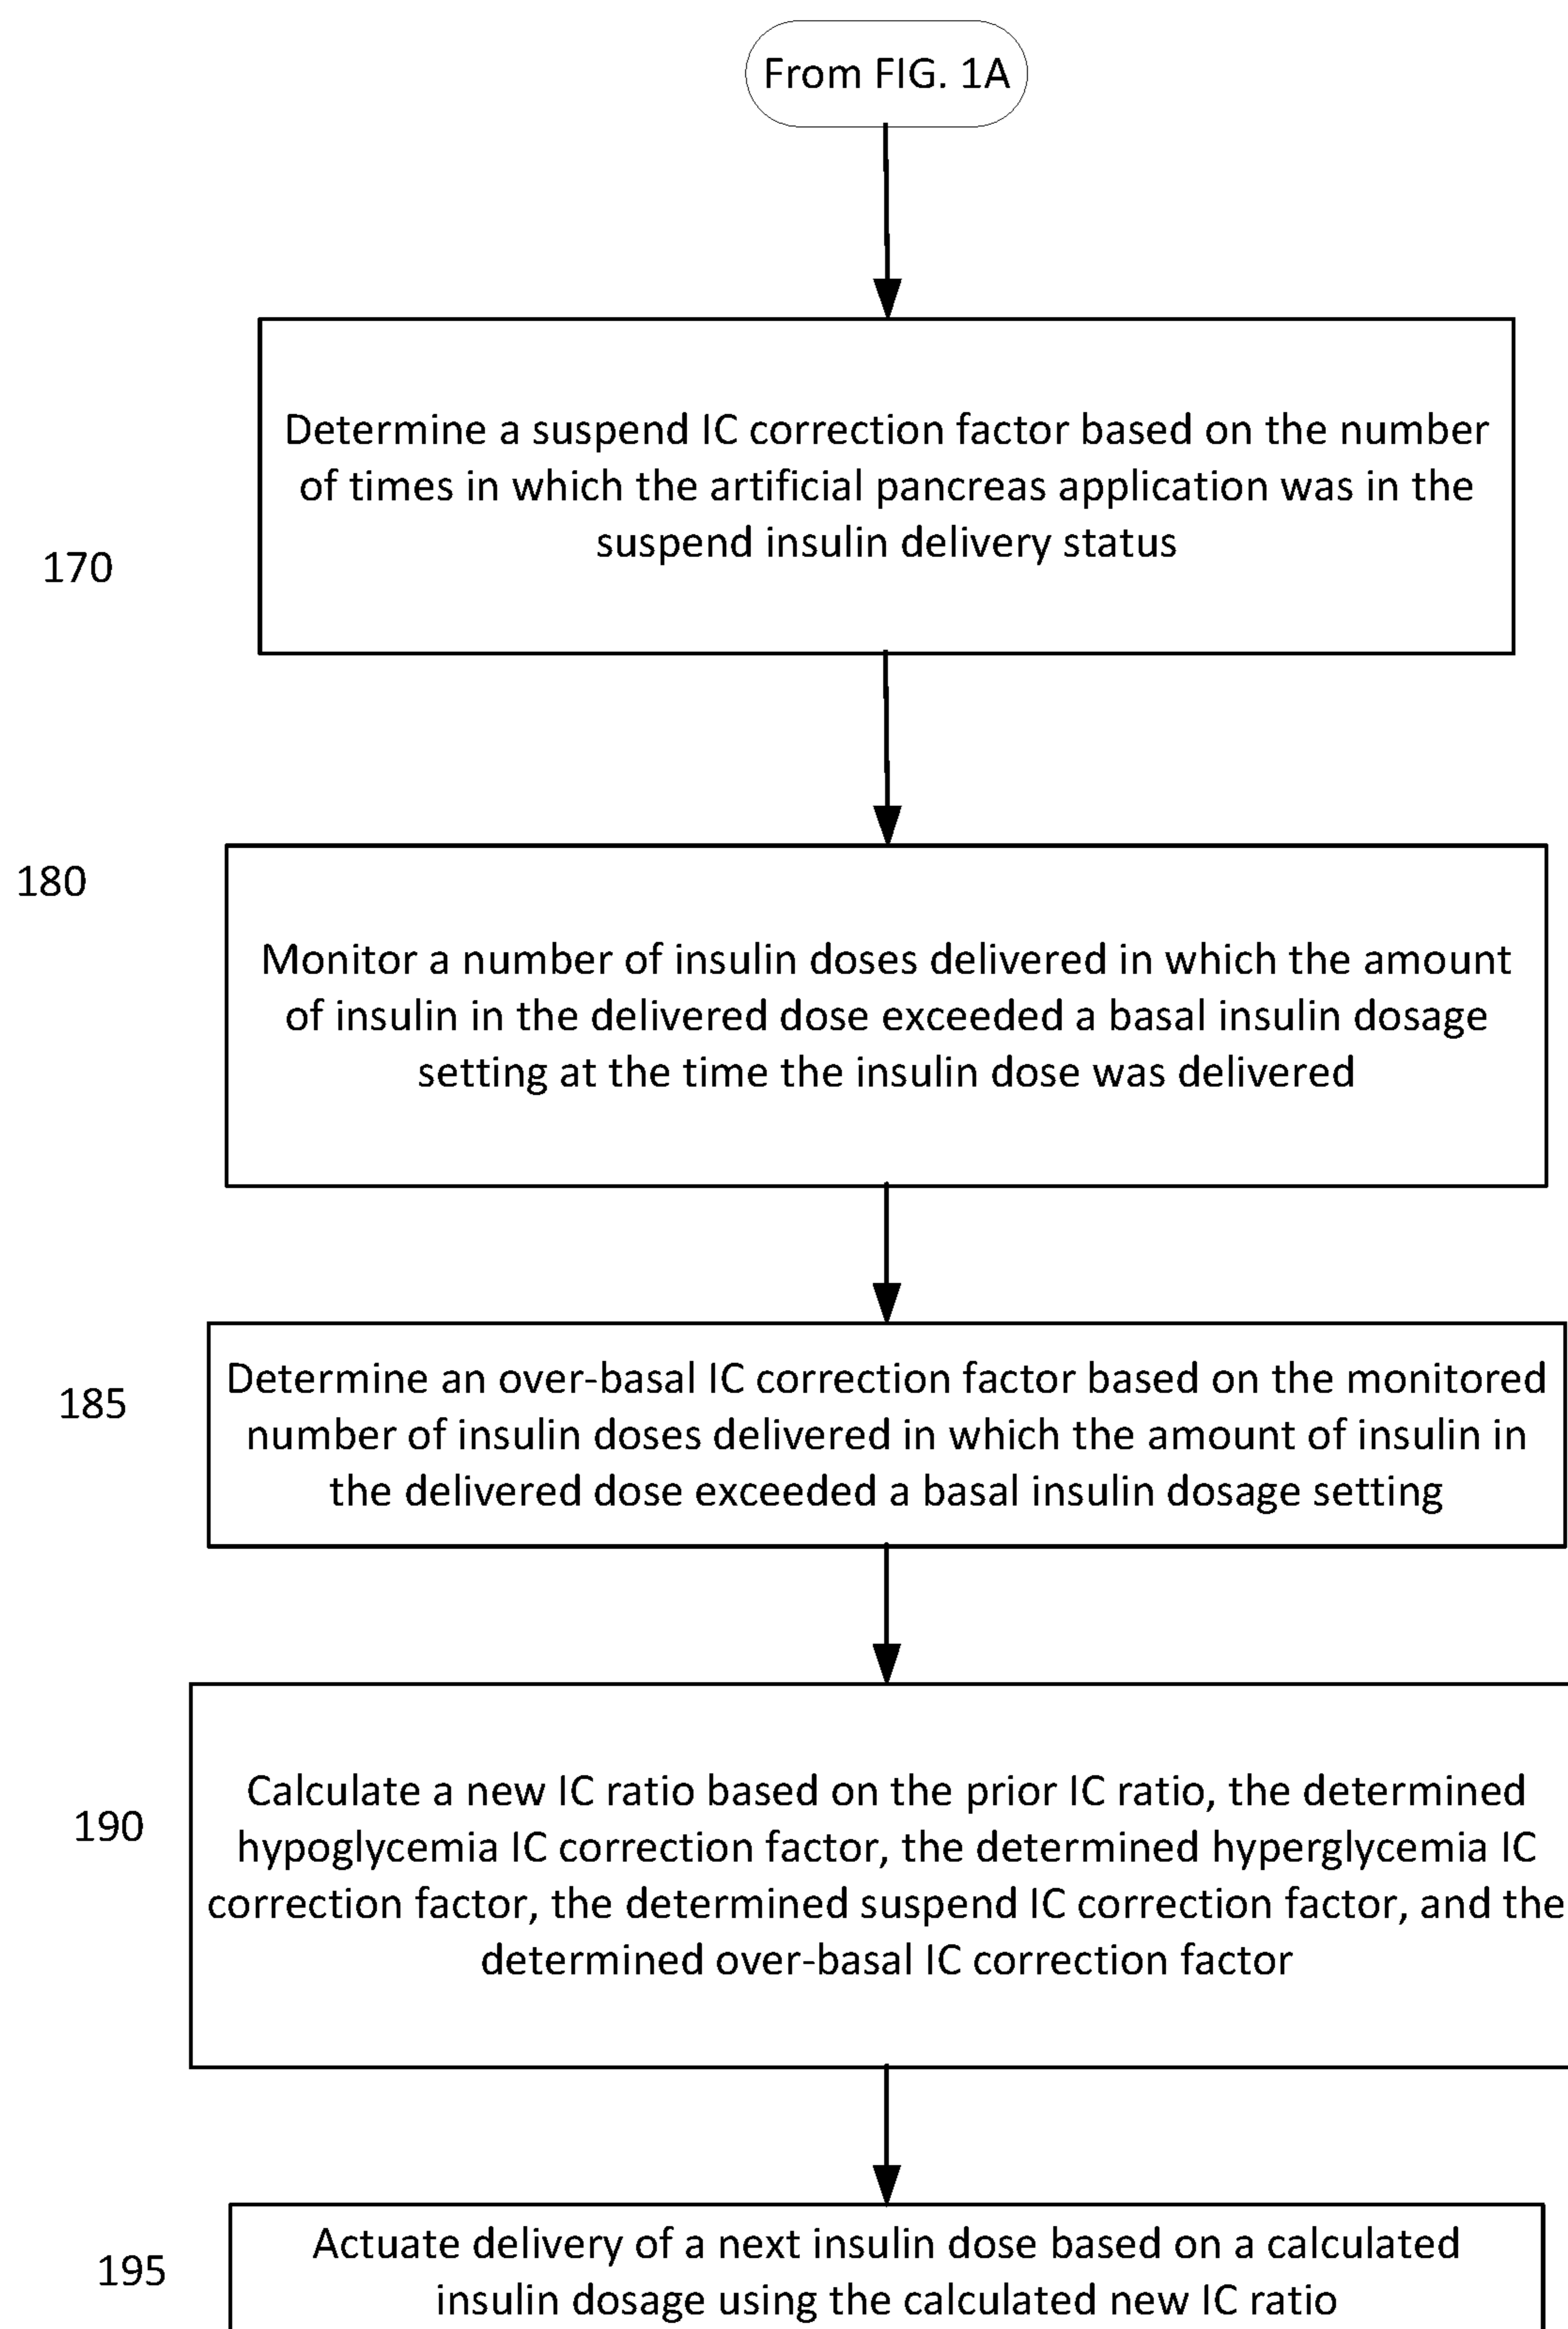 From FIG. 1A
Determine a suspend IC correction factor based on the number
of times in which the artificial pancreas application was in the
suspend insulin delivery status
170
180
Monitor a number of insulin doses delivered in which the amount
of insulin in the delivered dose exceeded a basal insulin dosage
setting at the time the insulin dose was delivered
185
Determine an over-basal IC correction factor based on the monitored
number of insulin doses delivered in which the amount of insulin in
the delivered dose exceeded a basal insulin dosage setting
190
Calculate a new IC ratio based on the prior IC ratio, the determined
hypoglycemia IC correction factor, the determined hyperglycemia IC
correction factor, the determined suspend IC correction factor, and the
determined over-basal IC correction factor
195
Actuate delivery of a next insulin dose based on a calculated
insulin dosage using the calculated new IC ratio